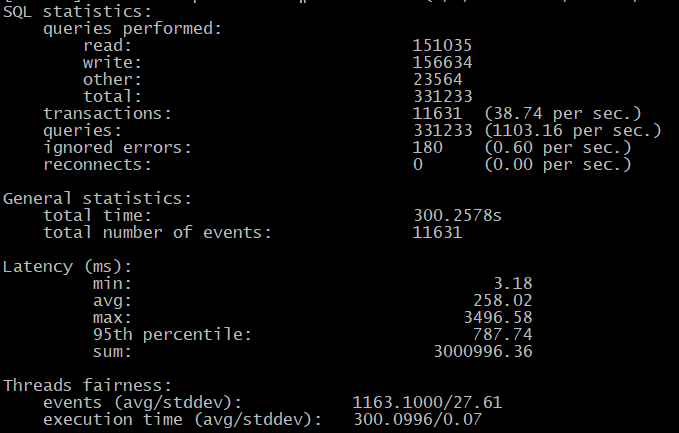 SQL statistics:
queries performed:
read: 151035
write: 156634
other: 23564
total: 331233
transactions: 11631 (38.74 per sec.)
queries: 331233 (1103.16 per sec.)
ignored errors: 180 (0.60 per sec.)
reconnects: 0 (0.00 per sec.)
General statistics:
total time: 300.2578s
total number of events: 11631
Latency (ms):
min: 3.18
avg: 258.02
max: 3496.58
95th percentile: 787.74
sum: 3000996.36
Threads fairness:
events (avg/stddev): 1163.1000/27.61
execution time (avg/stddev): 300.0996/0.07